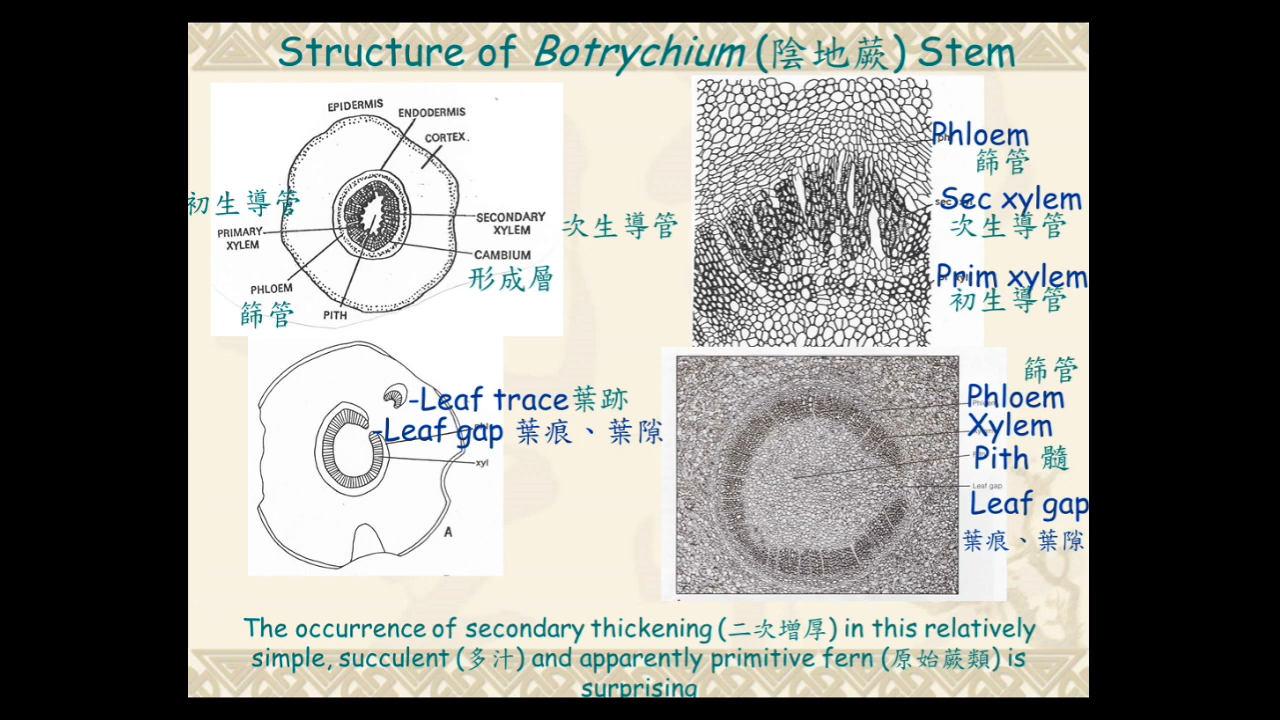 Structure of Botrychium (陰地蕨) Stem
EPIDERMIS
ENDODERMIS
CORTEX.
初生導管
PRIMARY
XYLEM
SECONDARY
XYLEM
次生導管
CAMBIUM
形成層
PHLOEM
篩管
PITH
Phloem
篩管
Sec xylem
次生導管
Prim xylem
初生導管
-Leaf trace葉跡
-Leaf gap 葉痕、葉隙
xyl
A
篩管
Phloem
Xylem
Pith 髓
Leaf gap
Leaf gap
葉痕、葉隙
The occurrence of secondary thickening (二次增厚) in this relatively
simple, succulent (多汁) and apparently primitive fern (原始蕨類) is
surprising